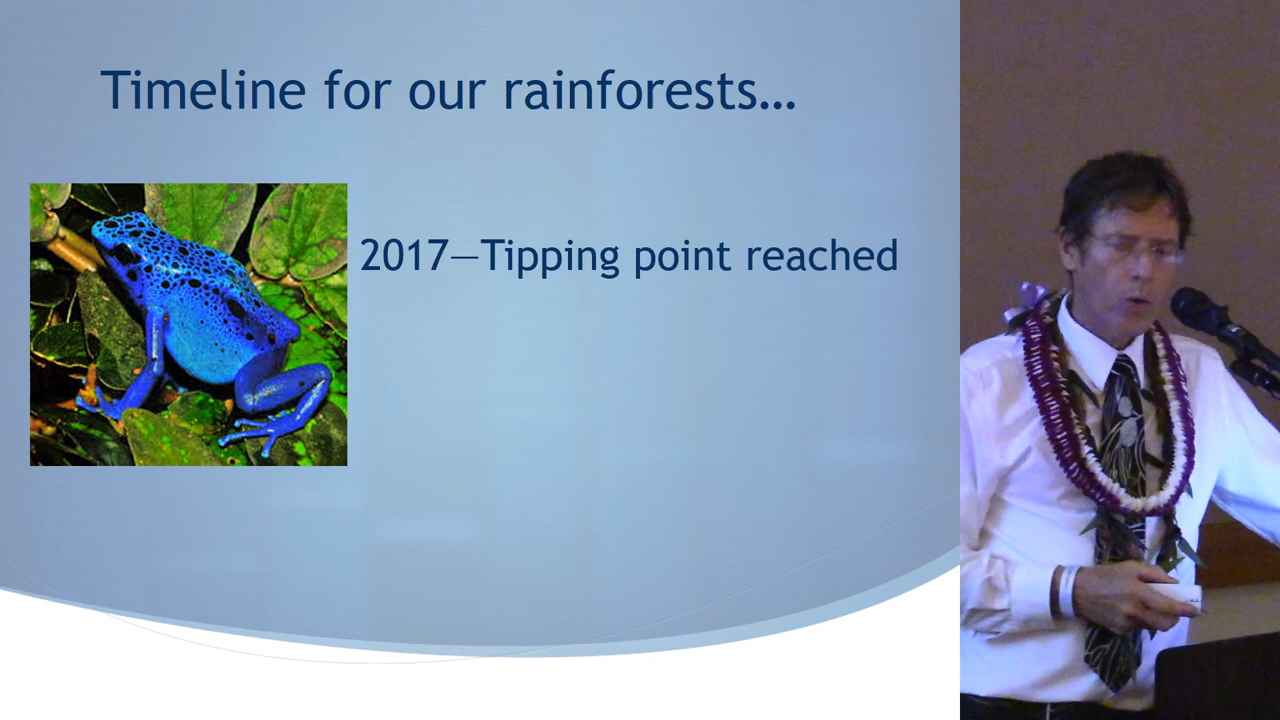 Timeline for our rainforests…
2017—Tipping point reached